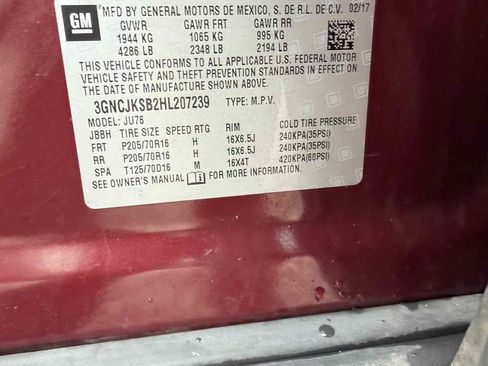 GM
MFD BY GENERAL MOTORS DE MEXICO, S. DE R.L. DE C.V. 02/17
GVWR GAWR FRT GAWR RR
1944 KG 1065 KG 995 KG
4286 LB 2348 LB 2194 LB
THIS VEHICLE CONFORMS TO ALL APPLICABLE U.S. FEDERAL MOTOR
VEHICLE SAFETY AND THEFT PREVENTION STANDARDS IN EFFECT ON THE
DATE OF MANUFACTURE SHOWN ABOVE.
3GNCJKSB2HL207239 TYPE: M.P.V.
MODEL: JU76
JBBH TIRE SIZE SPEED RTG RIM COLD TIRE PRESSURE
FRT P205/70R16 H 16X6.5J 240KPA(35PSI)
RR P205/70R16 H 16X6.5J 240KPA(35PSI)
SPA T125/70D16 M 16X4T 420KPA(60PSI)
SEE OWNER'S MANUAL FOR MORE INFORMATION.